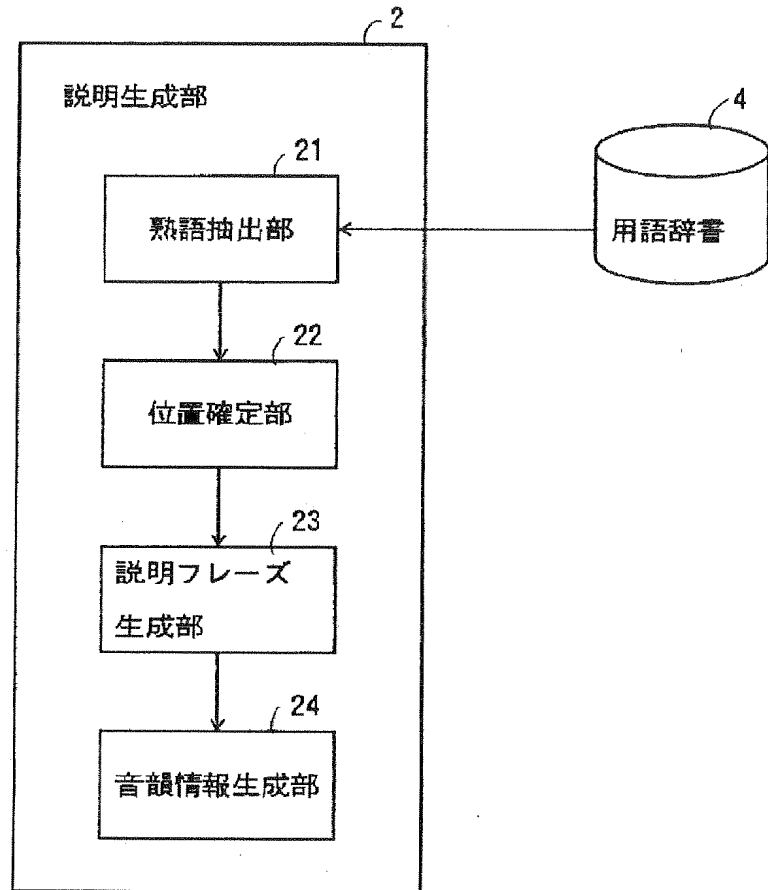 2
説明生成部
4
21
熟語抽出部
用語辞書
22
位置確定部
23
説明フレーズ
生成部
24
音韻情報生成部